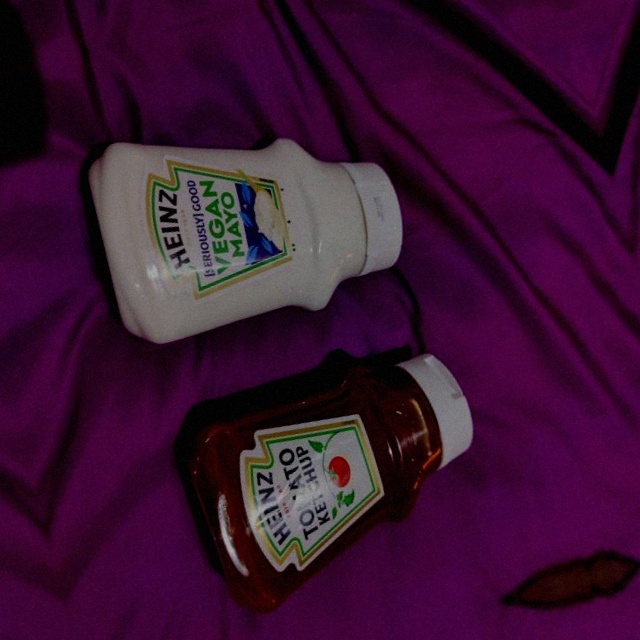 HEINZ
[SERIOUSLY] GOOD
VEGAN
MAYO
HEINZ
TOMATO
KETCHUP